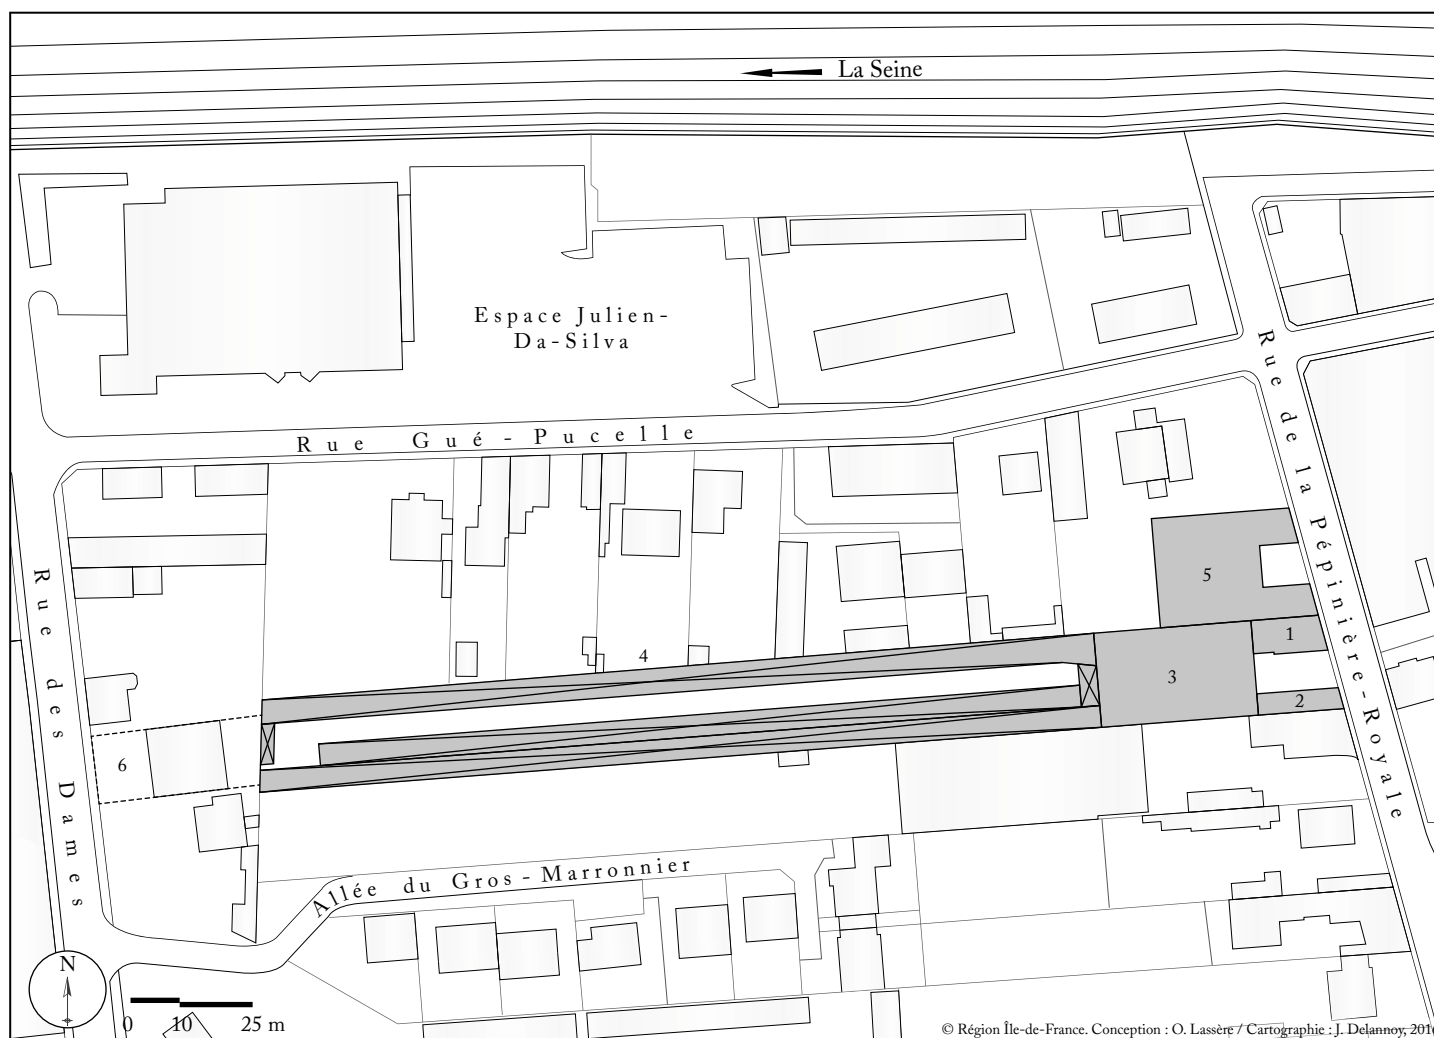 La Seine
Espace Julien-
Da-Silva
Rue Gué-Pucelle
Rue de la Pépinière-Royale
Rue des Dames
5
1
4
3
2
6
Allée du Gros-Marronnier
N
0 10 25 m
© Région Île-de-France. Conception : O. Lassère / Cartographie : J. Delannoy, 2016